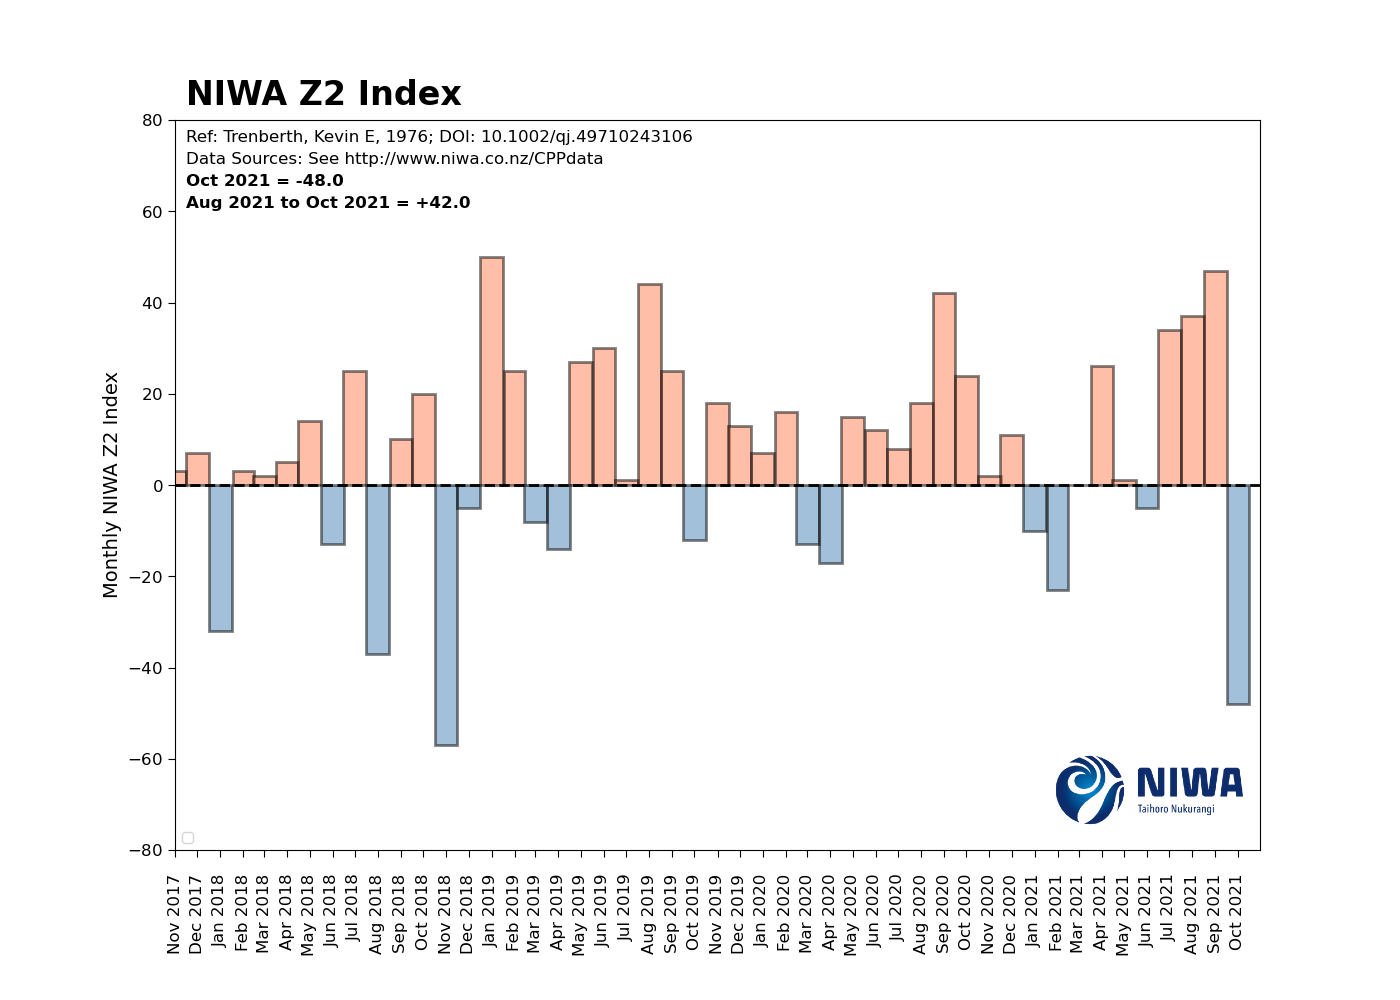 NIWA Z2 Index
Ref: Trenberth, Kevin E, 1976; DOI: 10.1002/qj.49710243106
Data Sources: See http://www.niwa.co.nz/CPPdata
Oct 2021 = -48.0
Aug 2021 to Oct 2021 = +42.0
Monthly NIWA Z2 Index
80
60
40
20
0
−20
−40
−60
−80
NIWA
Taihoro Nukurangi
Nov 2017
Dec 2017
Jan 2018
Feb 2018
Mar 2018
Apr 2018
May 2018
Jun 2018
Jul 2018
Aug 2018
Sep 2018
Oct 2018
Nov 2018
Dec 2018
Jan 2019
Feb 2019
Mar 2019
Apr 2019
May 2019
Jun 2019
Jul 2019
Aug 2019
Sep 2019
Oct 2019
Nov 2019
Dec 2019
Jan 2020
Feb 2020
Mar 2020
Apr 2020
May 2020
Jun 2020
Jul 2020
Aug 2020
Sep 2020
Oct 2020
Nov 2020
Dec 2020
Jan 2021
Feb 2021
Mar 2021
Apr 2021
May 2021
Jun 2021
Jul 2021
Aug 2021
Sep 2021
Oct 2021